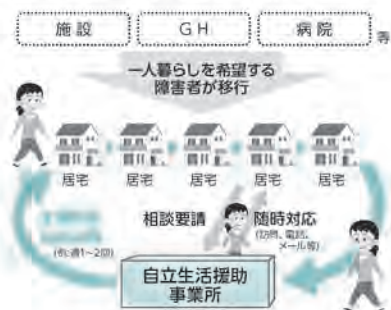 施設
GH
病院
等
一人暮らしを希望する
障害者が移行
居宅
居宅
居宅
居宅
居宅
相談要請
随時対応
(訪問、電話、
メール等)
(例:週1~2回)
自立生活援助
事業所